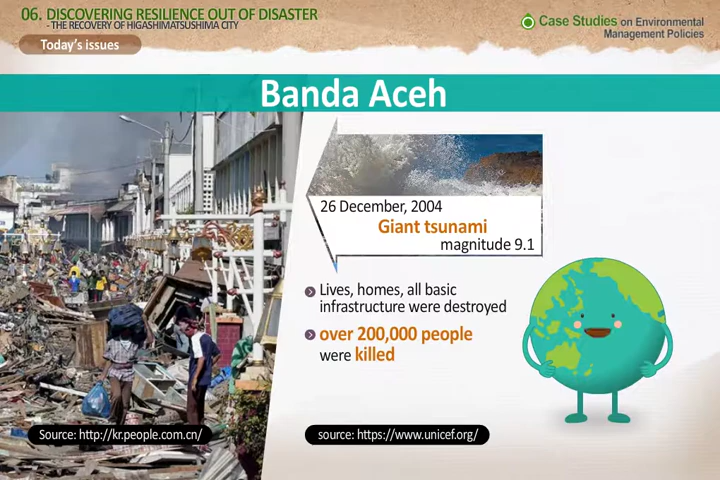 06. DISCOVERING RESILIENCE OUT OF DISASTER
- THE RECOVERY OF HIGASHIMATSUSHIMA CITY
Case Studies on Environmental
Management Policies
Today's issues
Banda Aceh
26 December, 2004
Giant tsunami
magnitude 9.1
Lives, homes, all basic
infrastructure were destroyed
over 200,000 people
were killed
Source: http://kr.people.com.cn/
source: https://www.unicef.org/